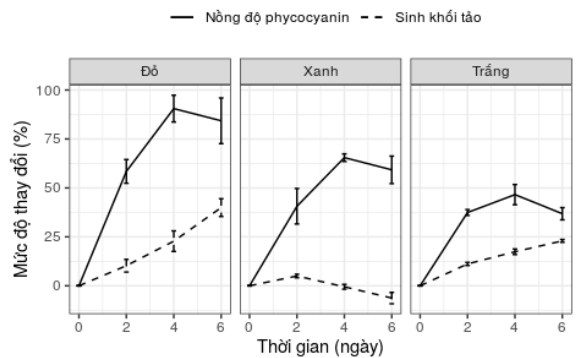 Nồng độ phycocyanin Sinh khối tảo
Đỏ Xanh Trắng
Mức độ thay đổi (%)
100
75
50
25
0
0 2 4 6 0 2 4 6 0 2 4 6
Thời gian (ngày)